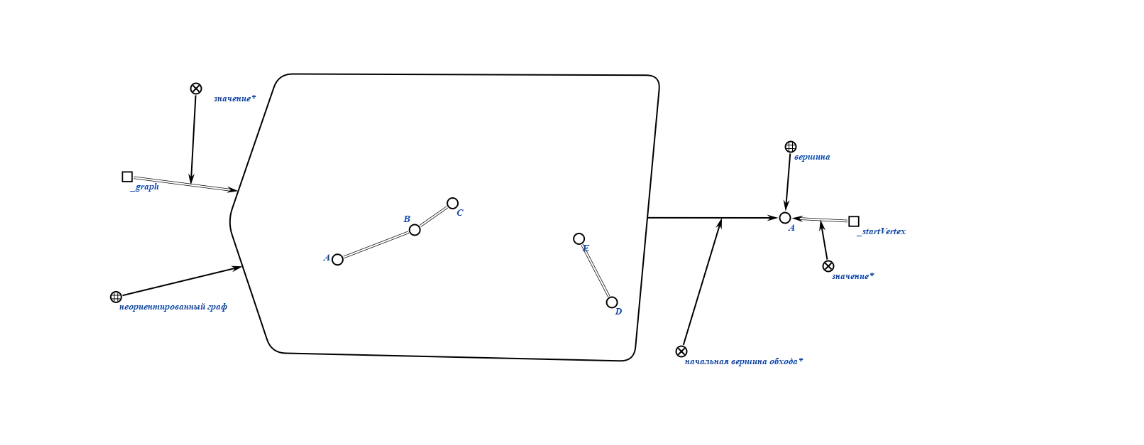 значение*
_graph
неориентированный граф
A
B
C
E
D
вершина
A
_startVertex
значение*
начальная вершина обхода*